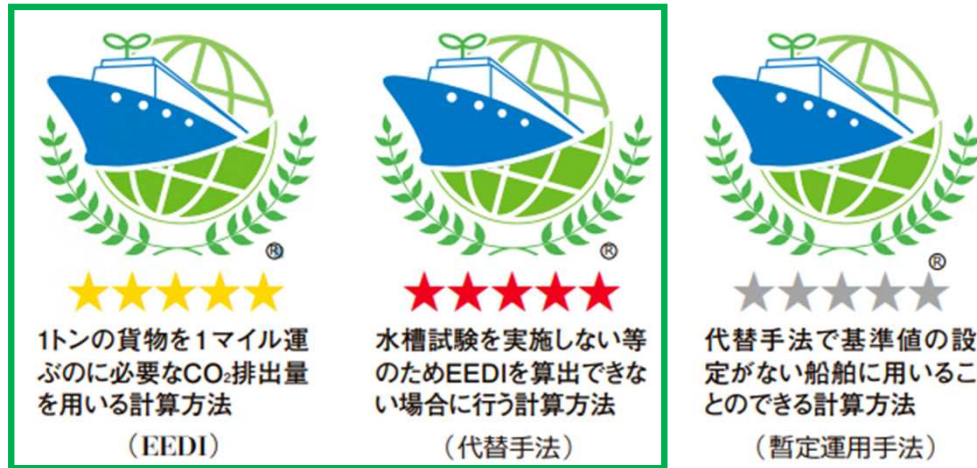 ®
★★★★★
1トンの貨物を1マイル運
ぶのに必要なCO₂排出量
を用いる計算方法
（EEDI）
®
★★★★★
水槽試験を実施しない等
のためEEDIを算出できな
い場合に行う計算方法
（代替手法）
®
★★★★★
代替手法で基準値の設
定がない船舶に用いるこ
とのできる計算方法
（暫定運用手法）